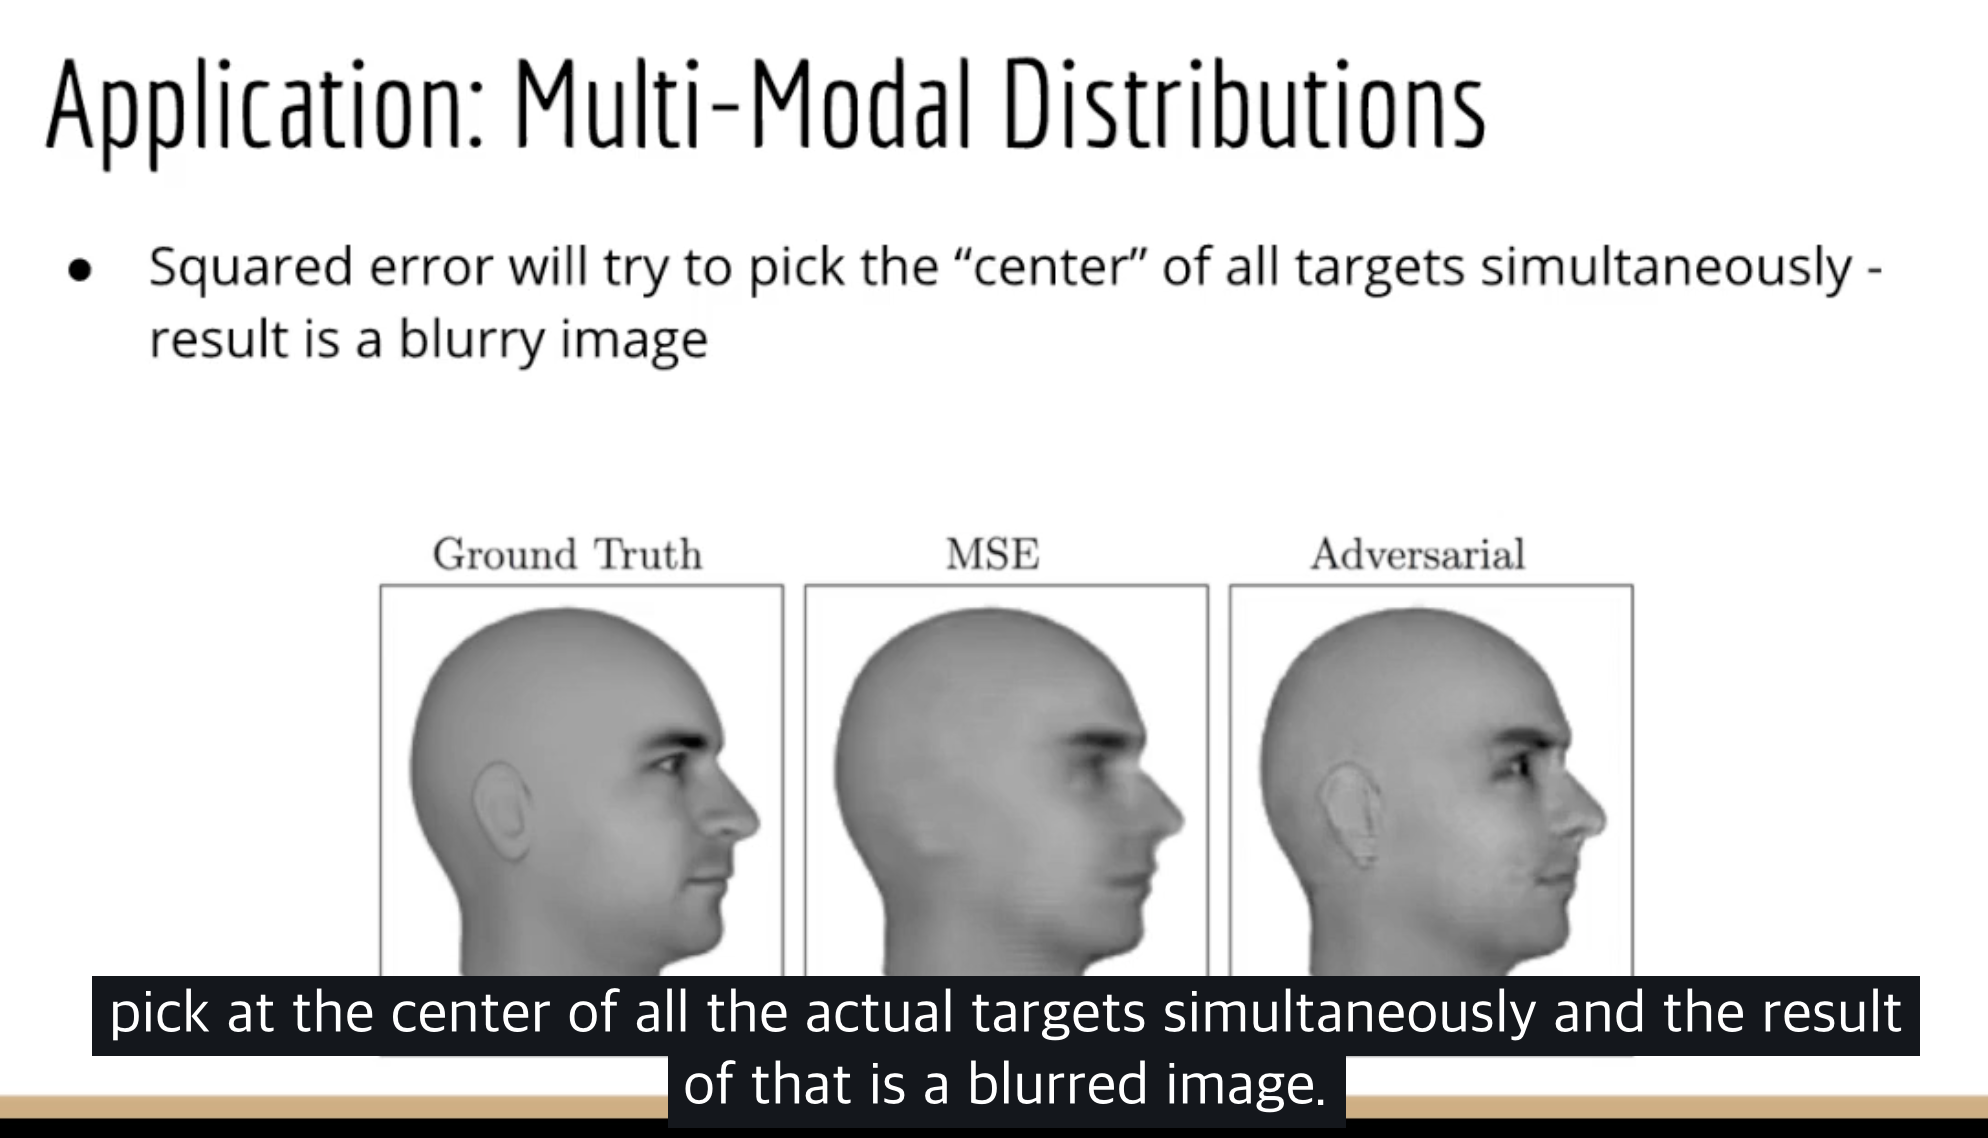 Application: Multi-Modal Distributions
● Squared error will try to pick the “center” of all targets simultaneously -
result is a blurry image
Ground Truth
MSE
Adversarial
pick at the center of all the actual targets simultaneously and the result
of that is a blurred image.